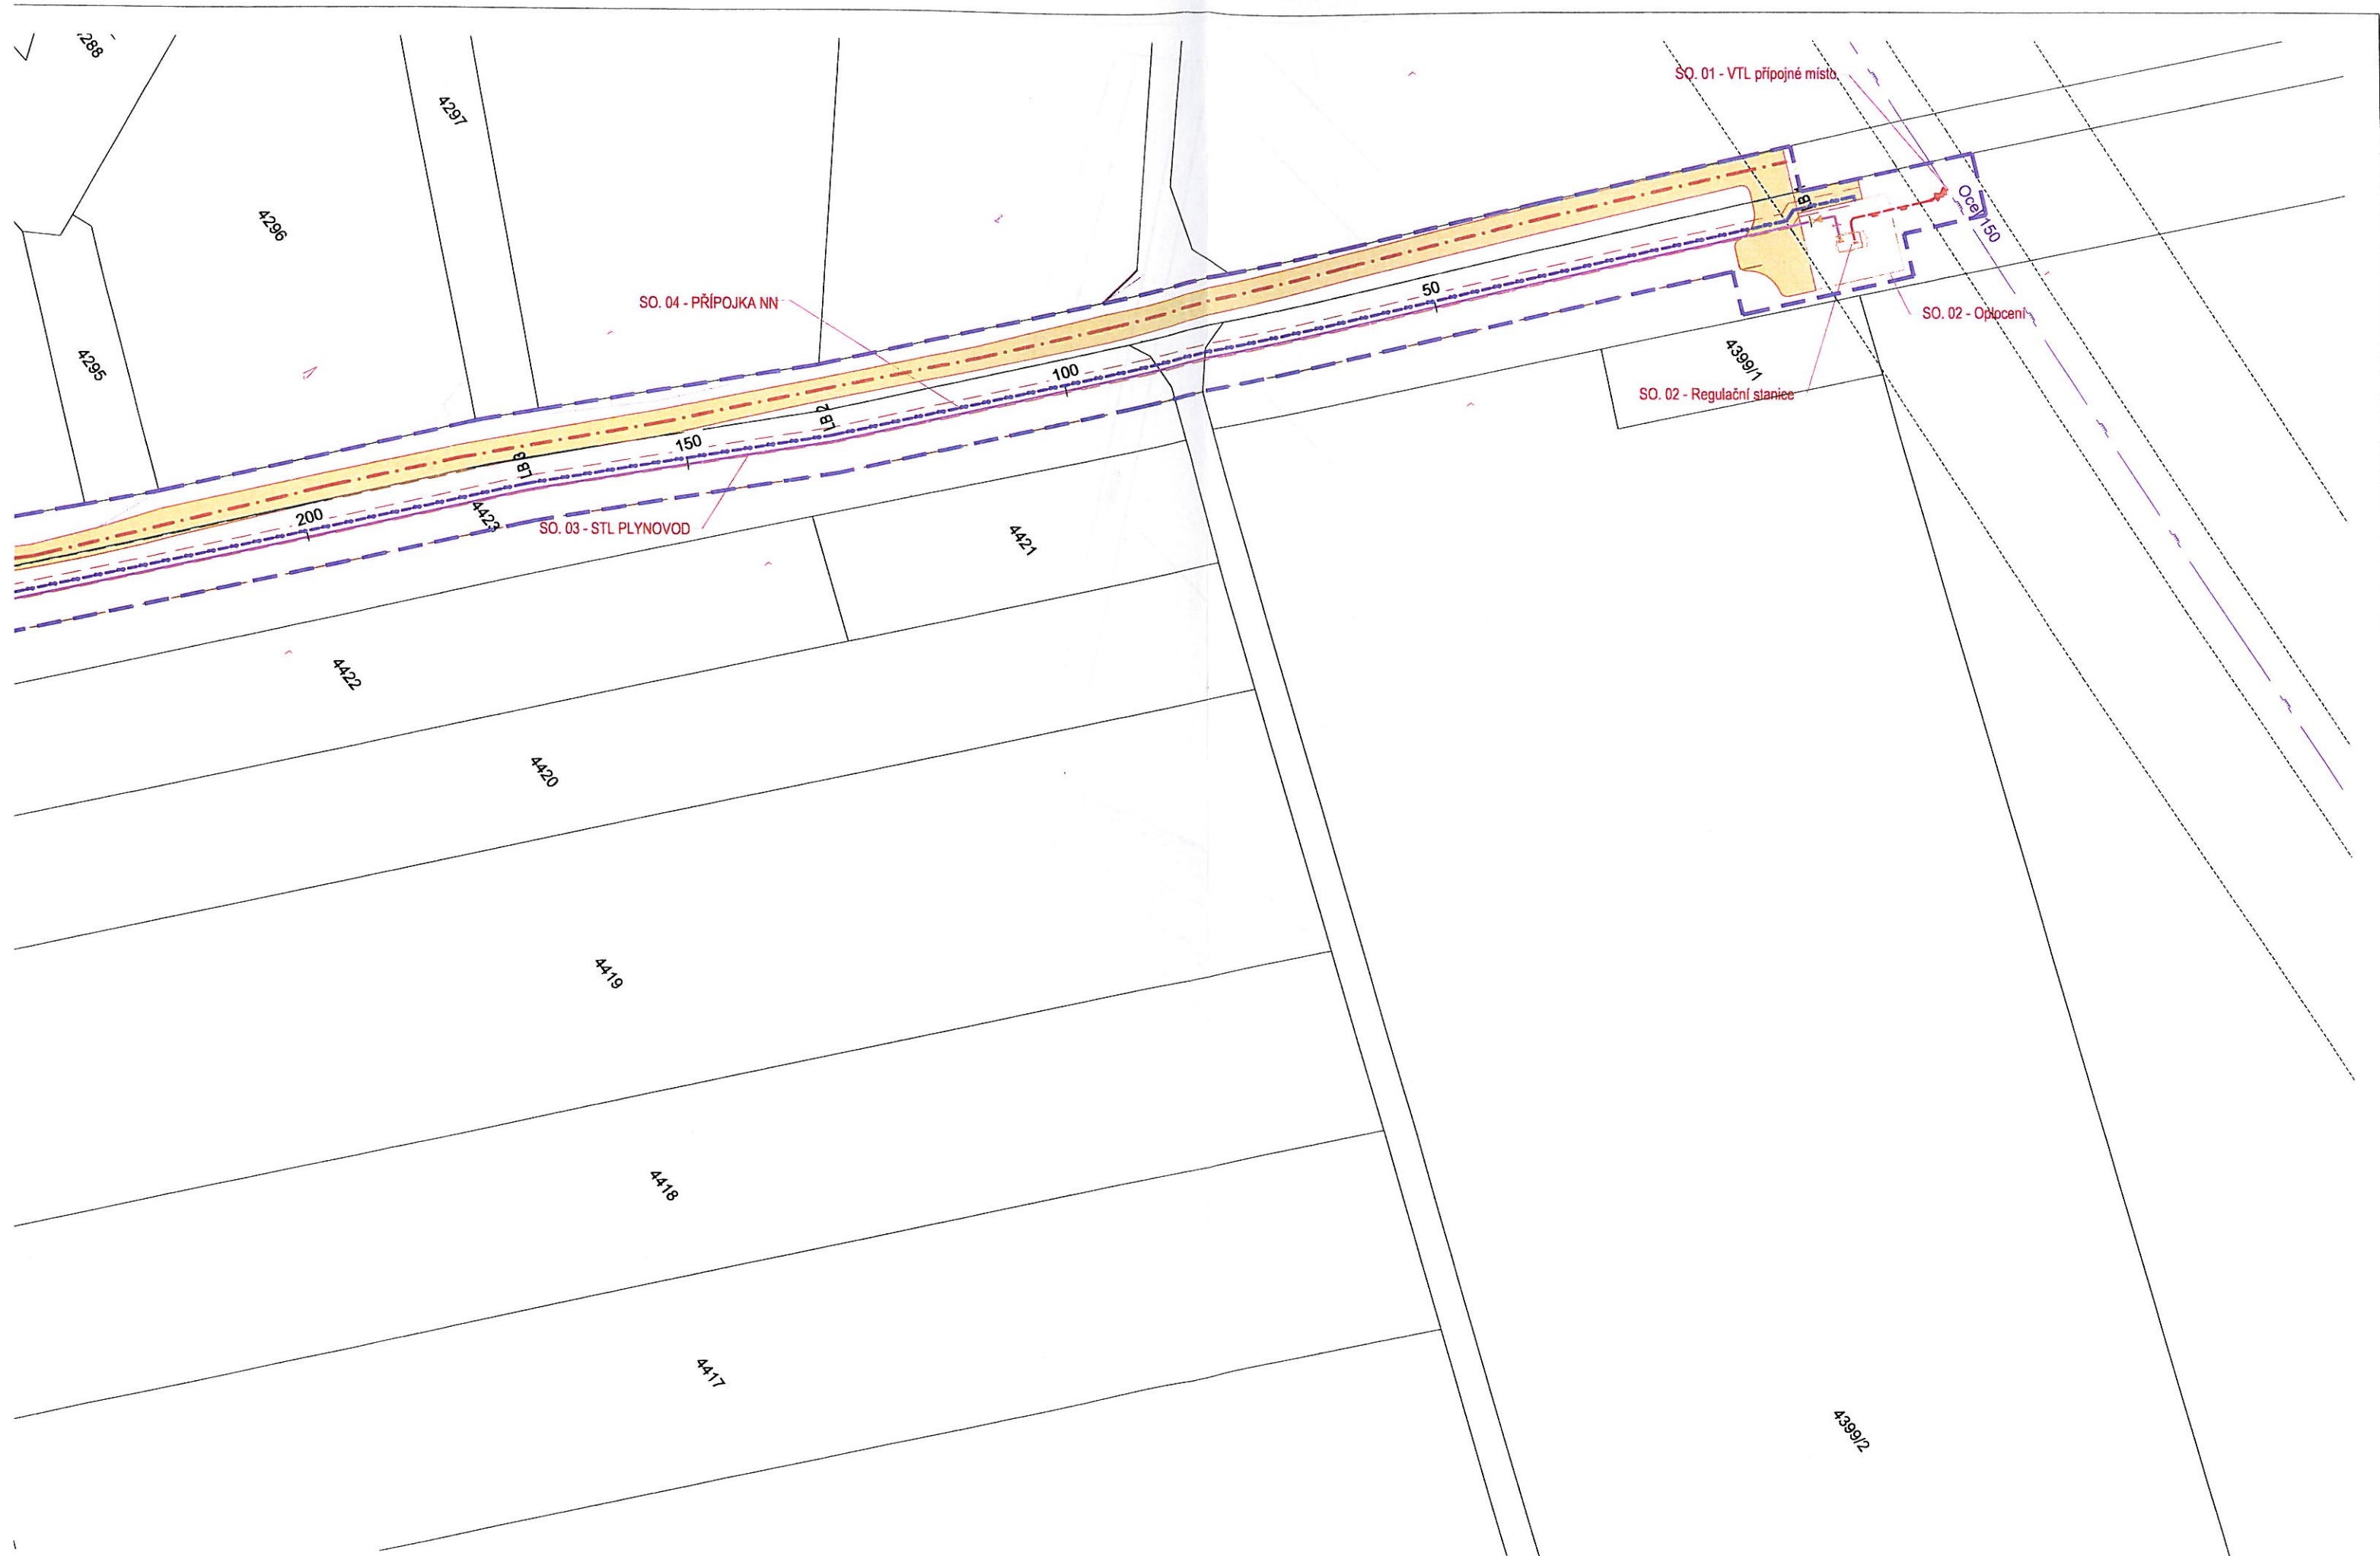 4297
SO. 01 - VTL přípojné místo
4296
LB1
Ocel 150
50
SO. 04 - PŘÍPOJKA NN
SO. 02 - Oplocení
4295
100
4399/1
SO. 02 - Regulační stanice
LB2
150
LB3
200
4423
SO. 03 - STL PLYNOVOD
4421
4422
4420
4419
4418
4417
4399/2